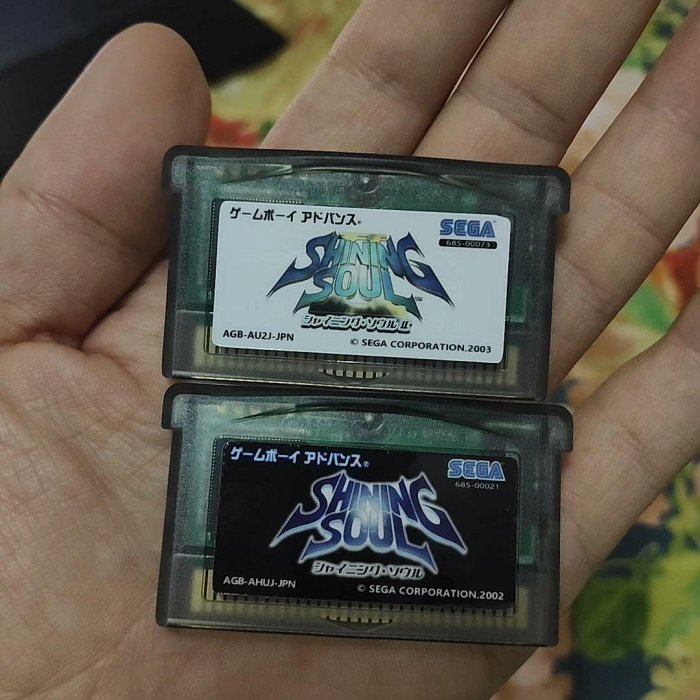 ゲームボーイ アドバンス®
SEGA
685-00073
SHINING
SOUL™
シャイニング・ソウルⅡ
AGB-AU2J-JPN
© SEGA CORPORATION.2003
ゲームボーイ アドバンス®
SEGA
685-00021
SHINING
SOUL
シャイニング・ソウル
AGB-AHUJ-JPN
© SEGA CORPORATION.2002